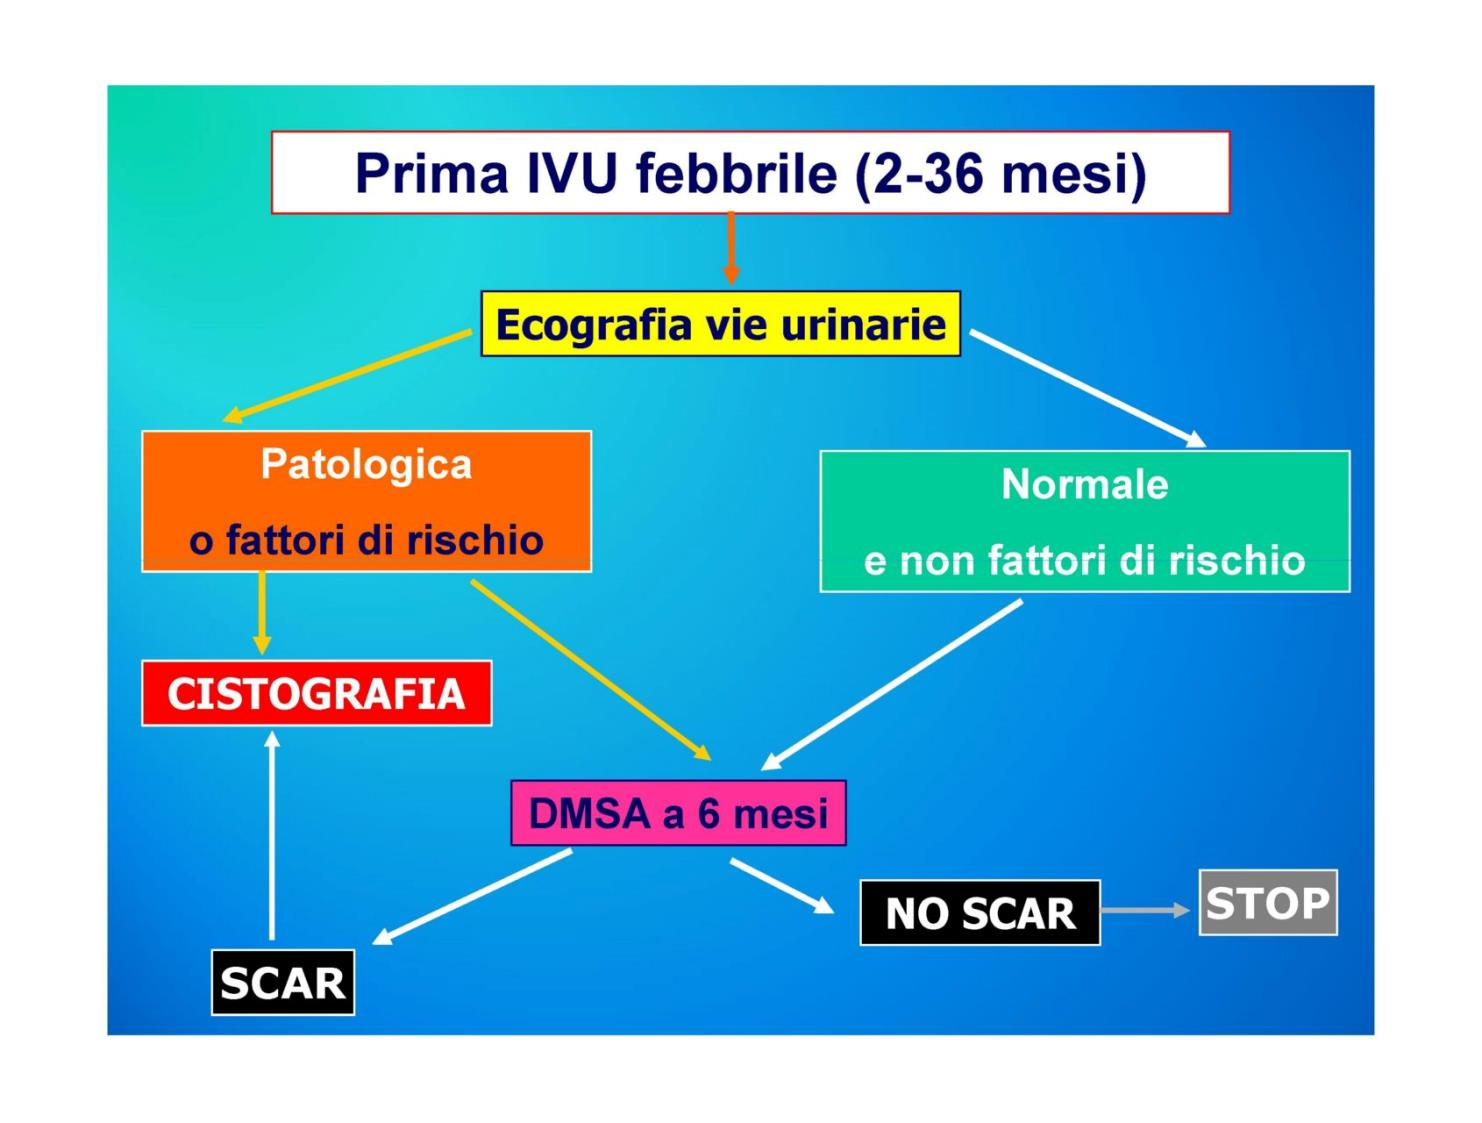 Prima IVU febbrile (2-36 mesi)
Ecografia vie urinarie
Patologica
o fattori di rischio
Normale
e non fattori di rischio
CISTOGRAFIA
DMSA a 6 mesi
NO SCAR
STOP
SCAR